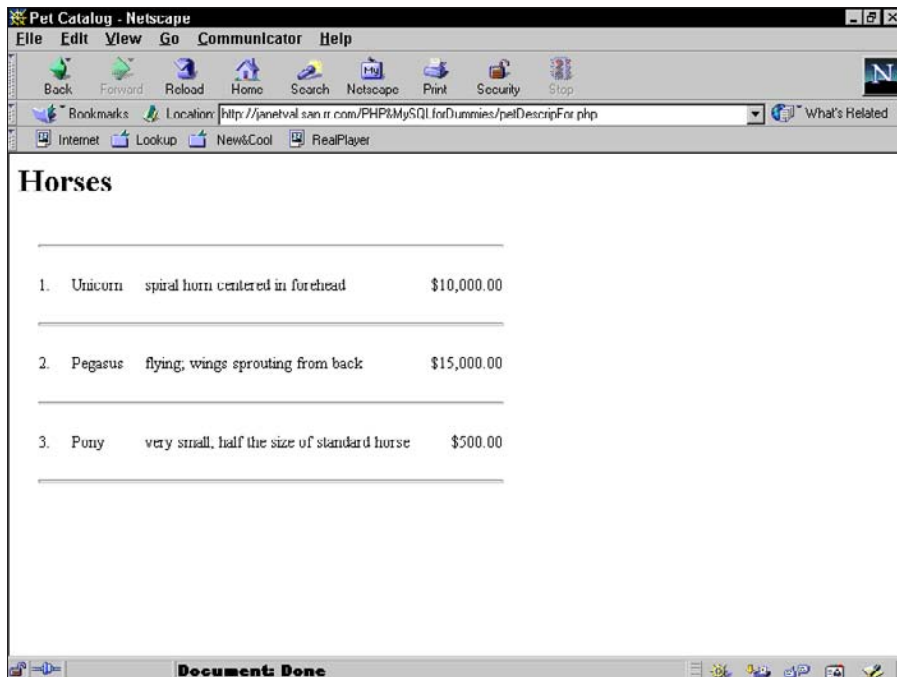 Pet Catalog - Netscape
File Edit View Go Communicator Help
Back Forward Reload Home Search Netscape Print Security Stop
My
N
Bookmarks Location: http://janetval.san.rr.com/PHP&MySQLforDummies/petDescripFor.php What's Related
Internet Lookup New&Cool RealPlayer
Horses
1. Unicorn spiral horn centered in forehead $10,000.00
2. Pegasus flying; wings sprouting from back $15,000.00
3. Pony very small, half the size of standard horse $500.00
Document: Done